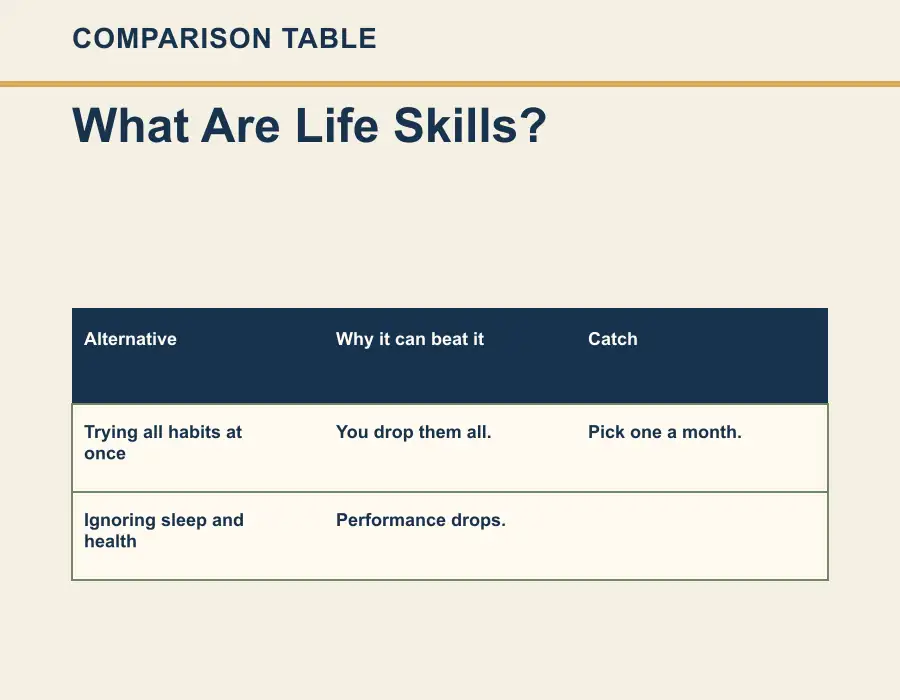 COMPARISON TABLE
What Are Life Skills?
Alternative Why it can beat it Catch
Trying all habits at You drop them all. Pick one a month.
once
Ignoring sleep and Performance drops.
health